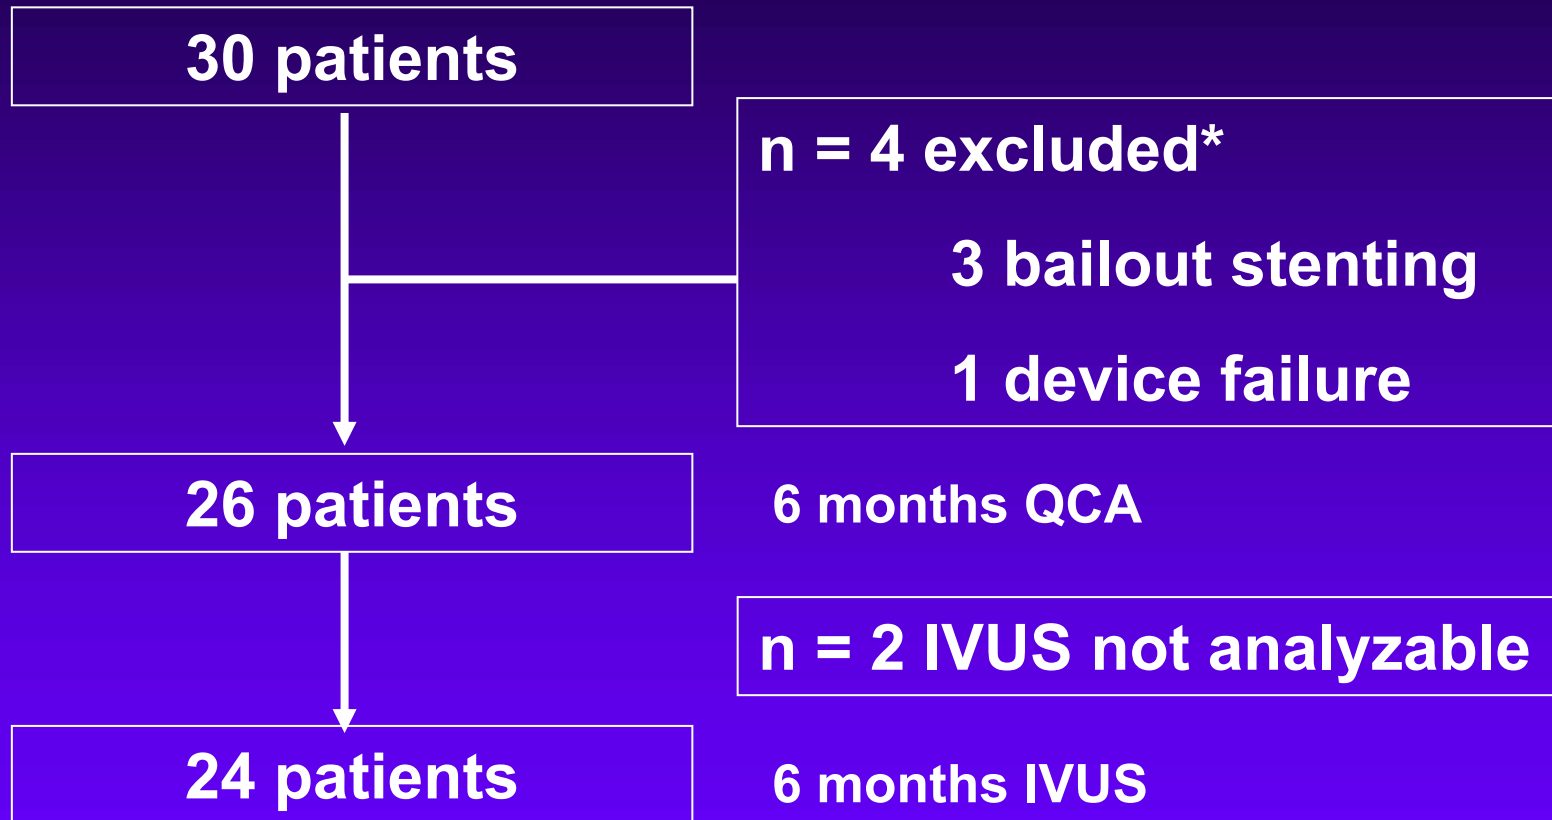 30 patients
n = 4 excluded*
3 bailout stenting
1 device failure
26 patients
6 months QCA
n = 2 IVUS not analyzable
24 patients
6 months IVUS